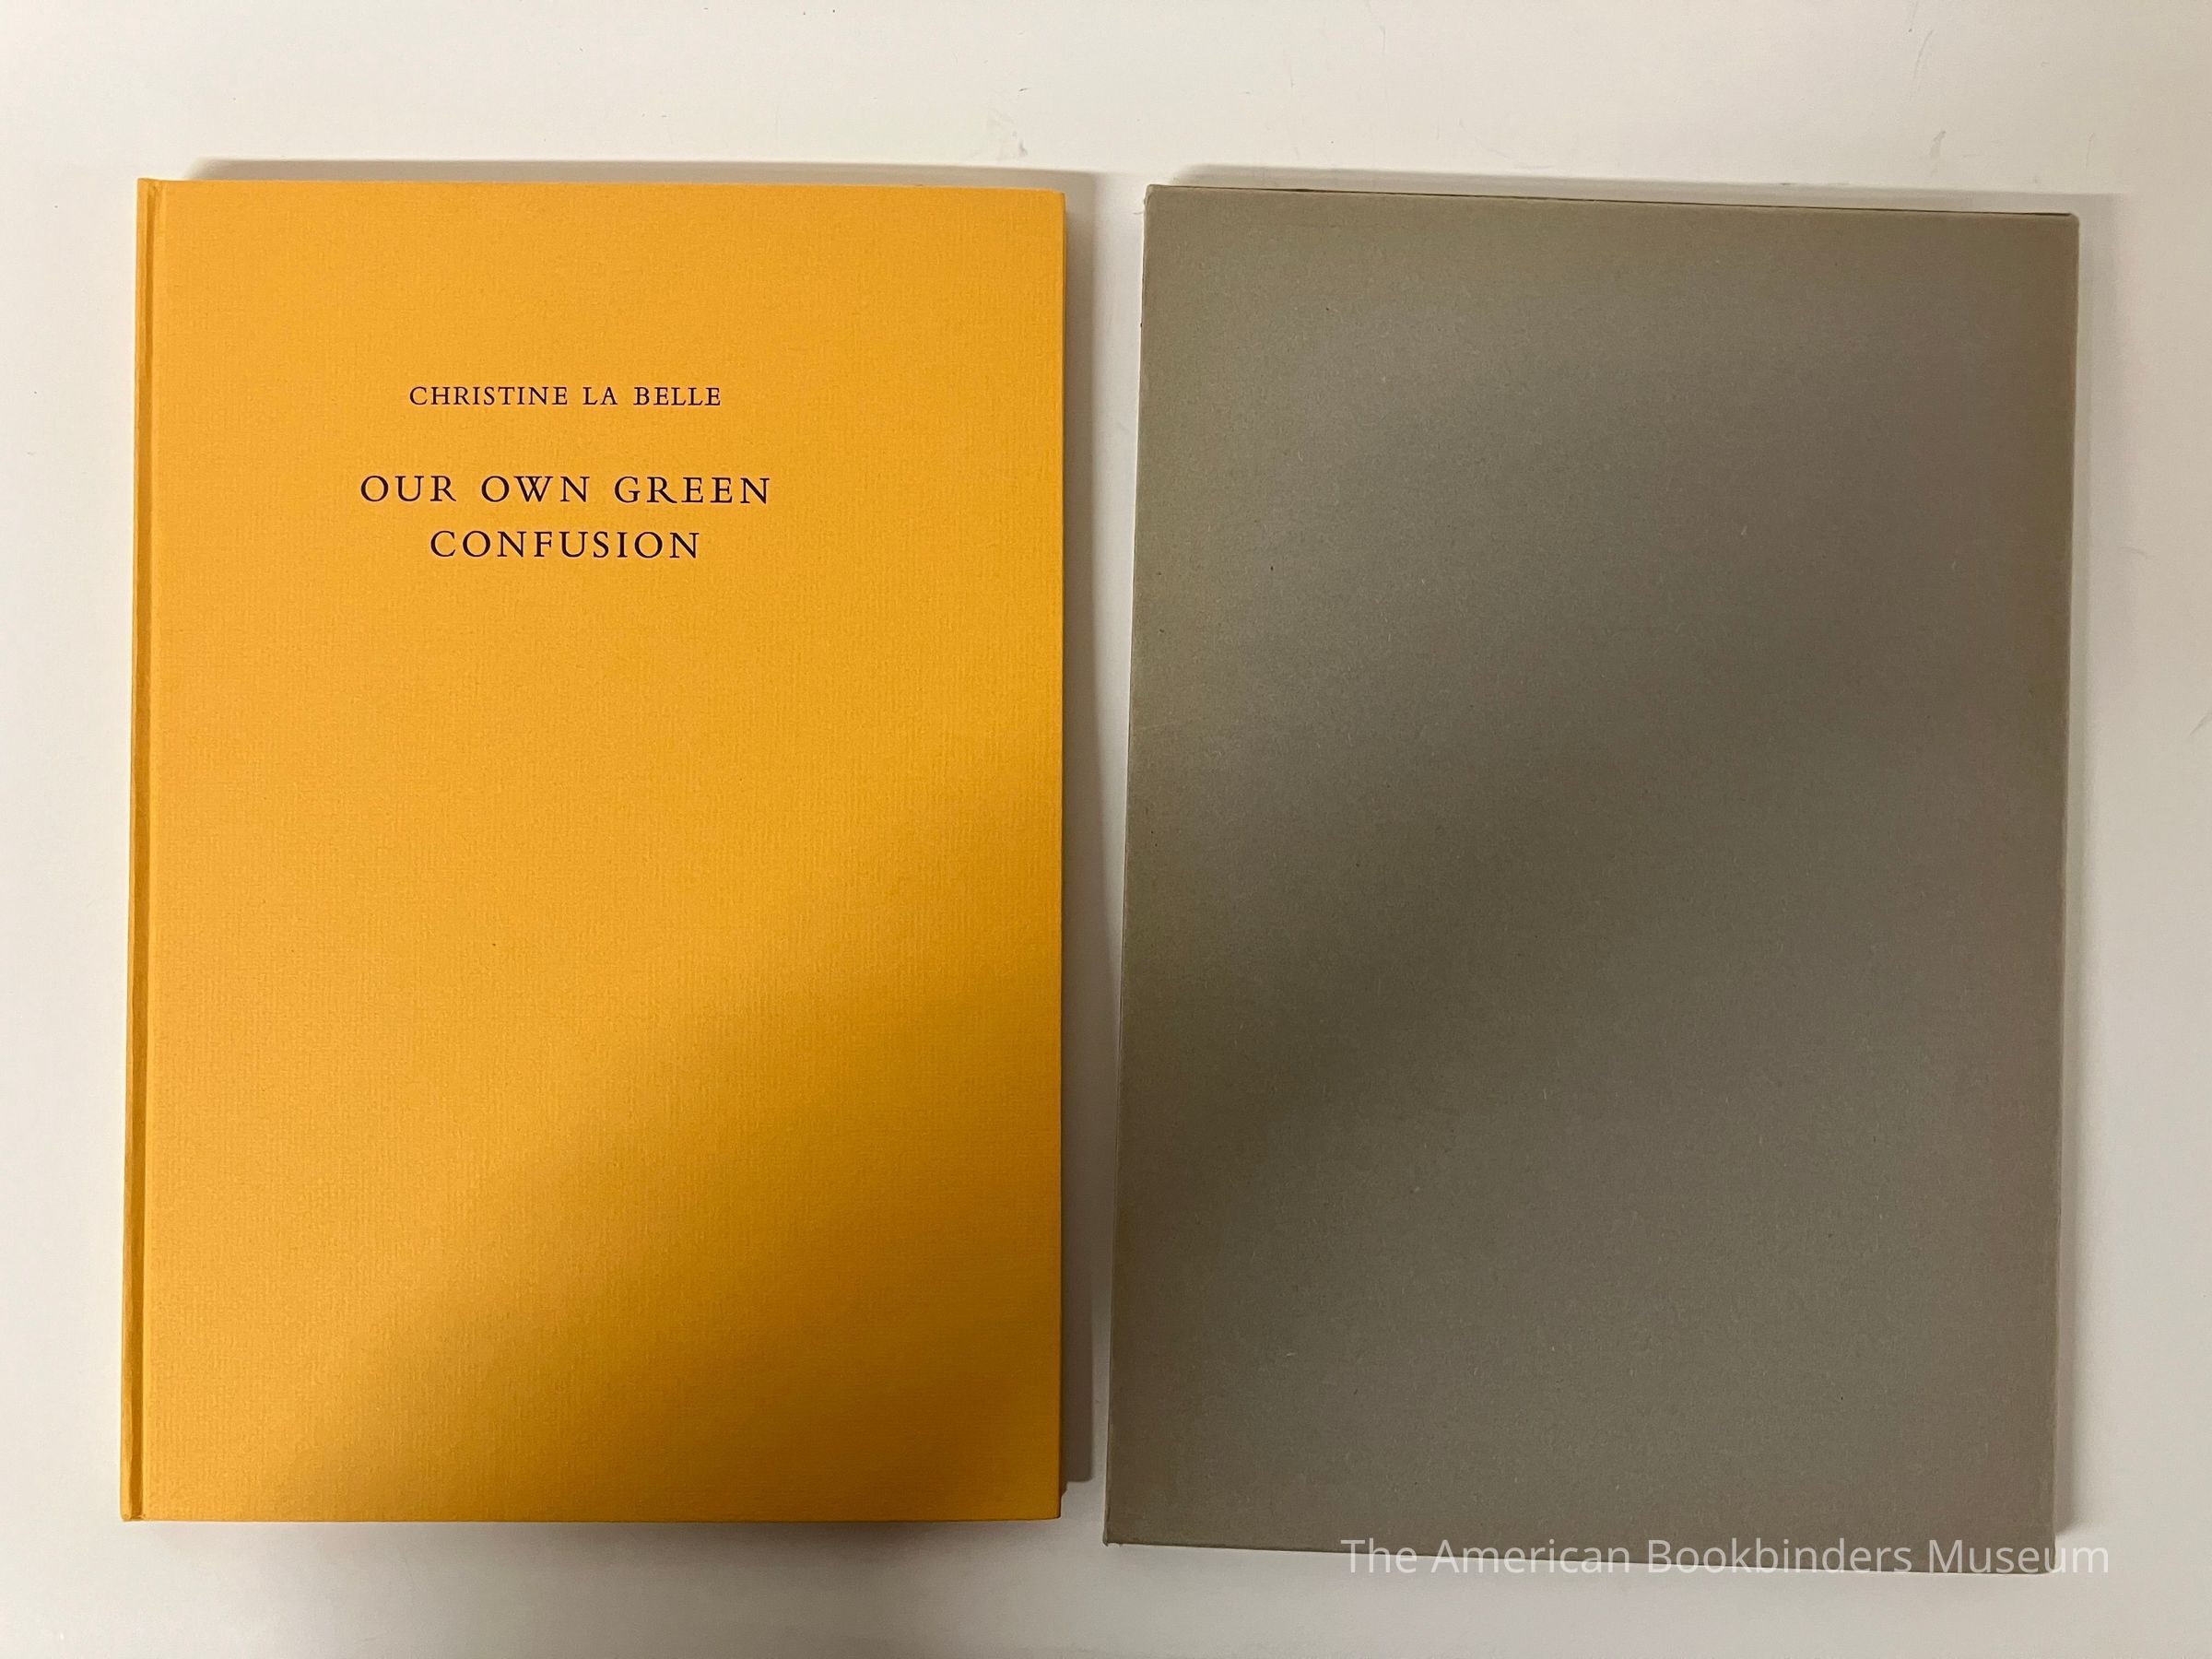 CHRISTINE LA BELLE
OUR OWN GREEN
CONFUSION
The American Bookbinders Museum